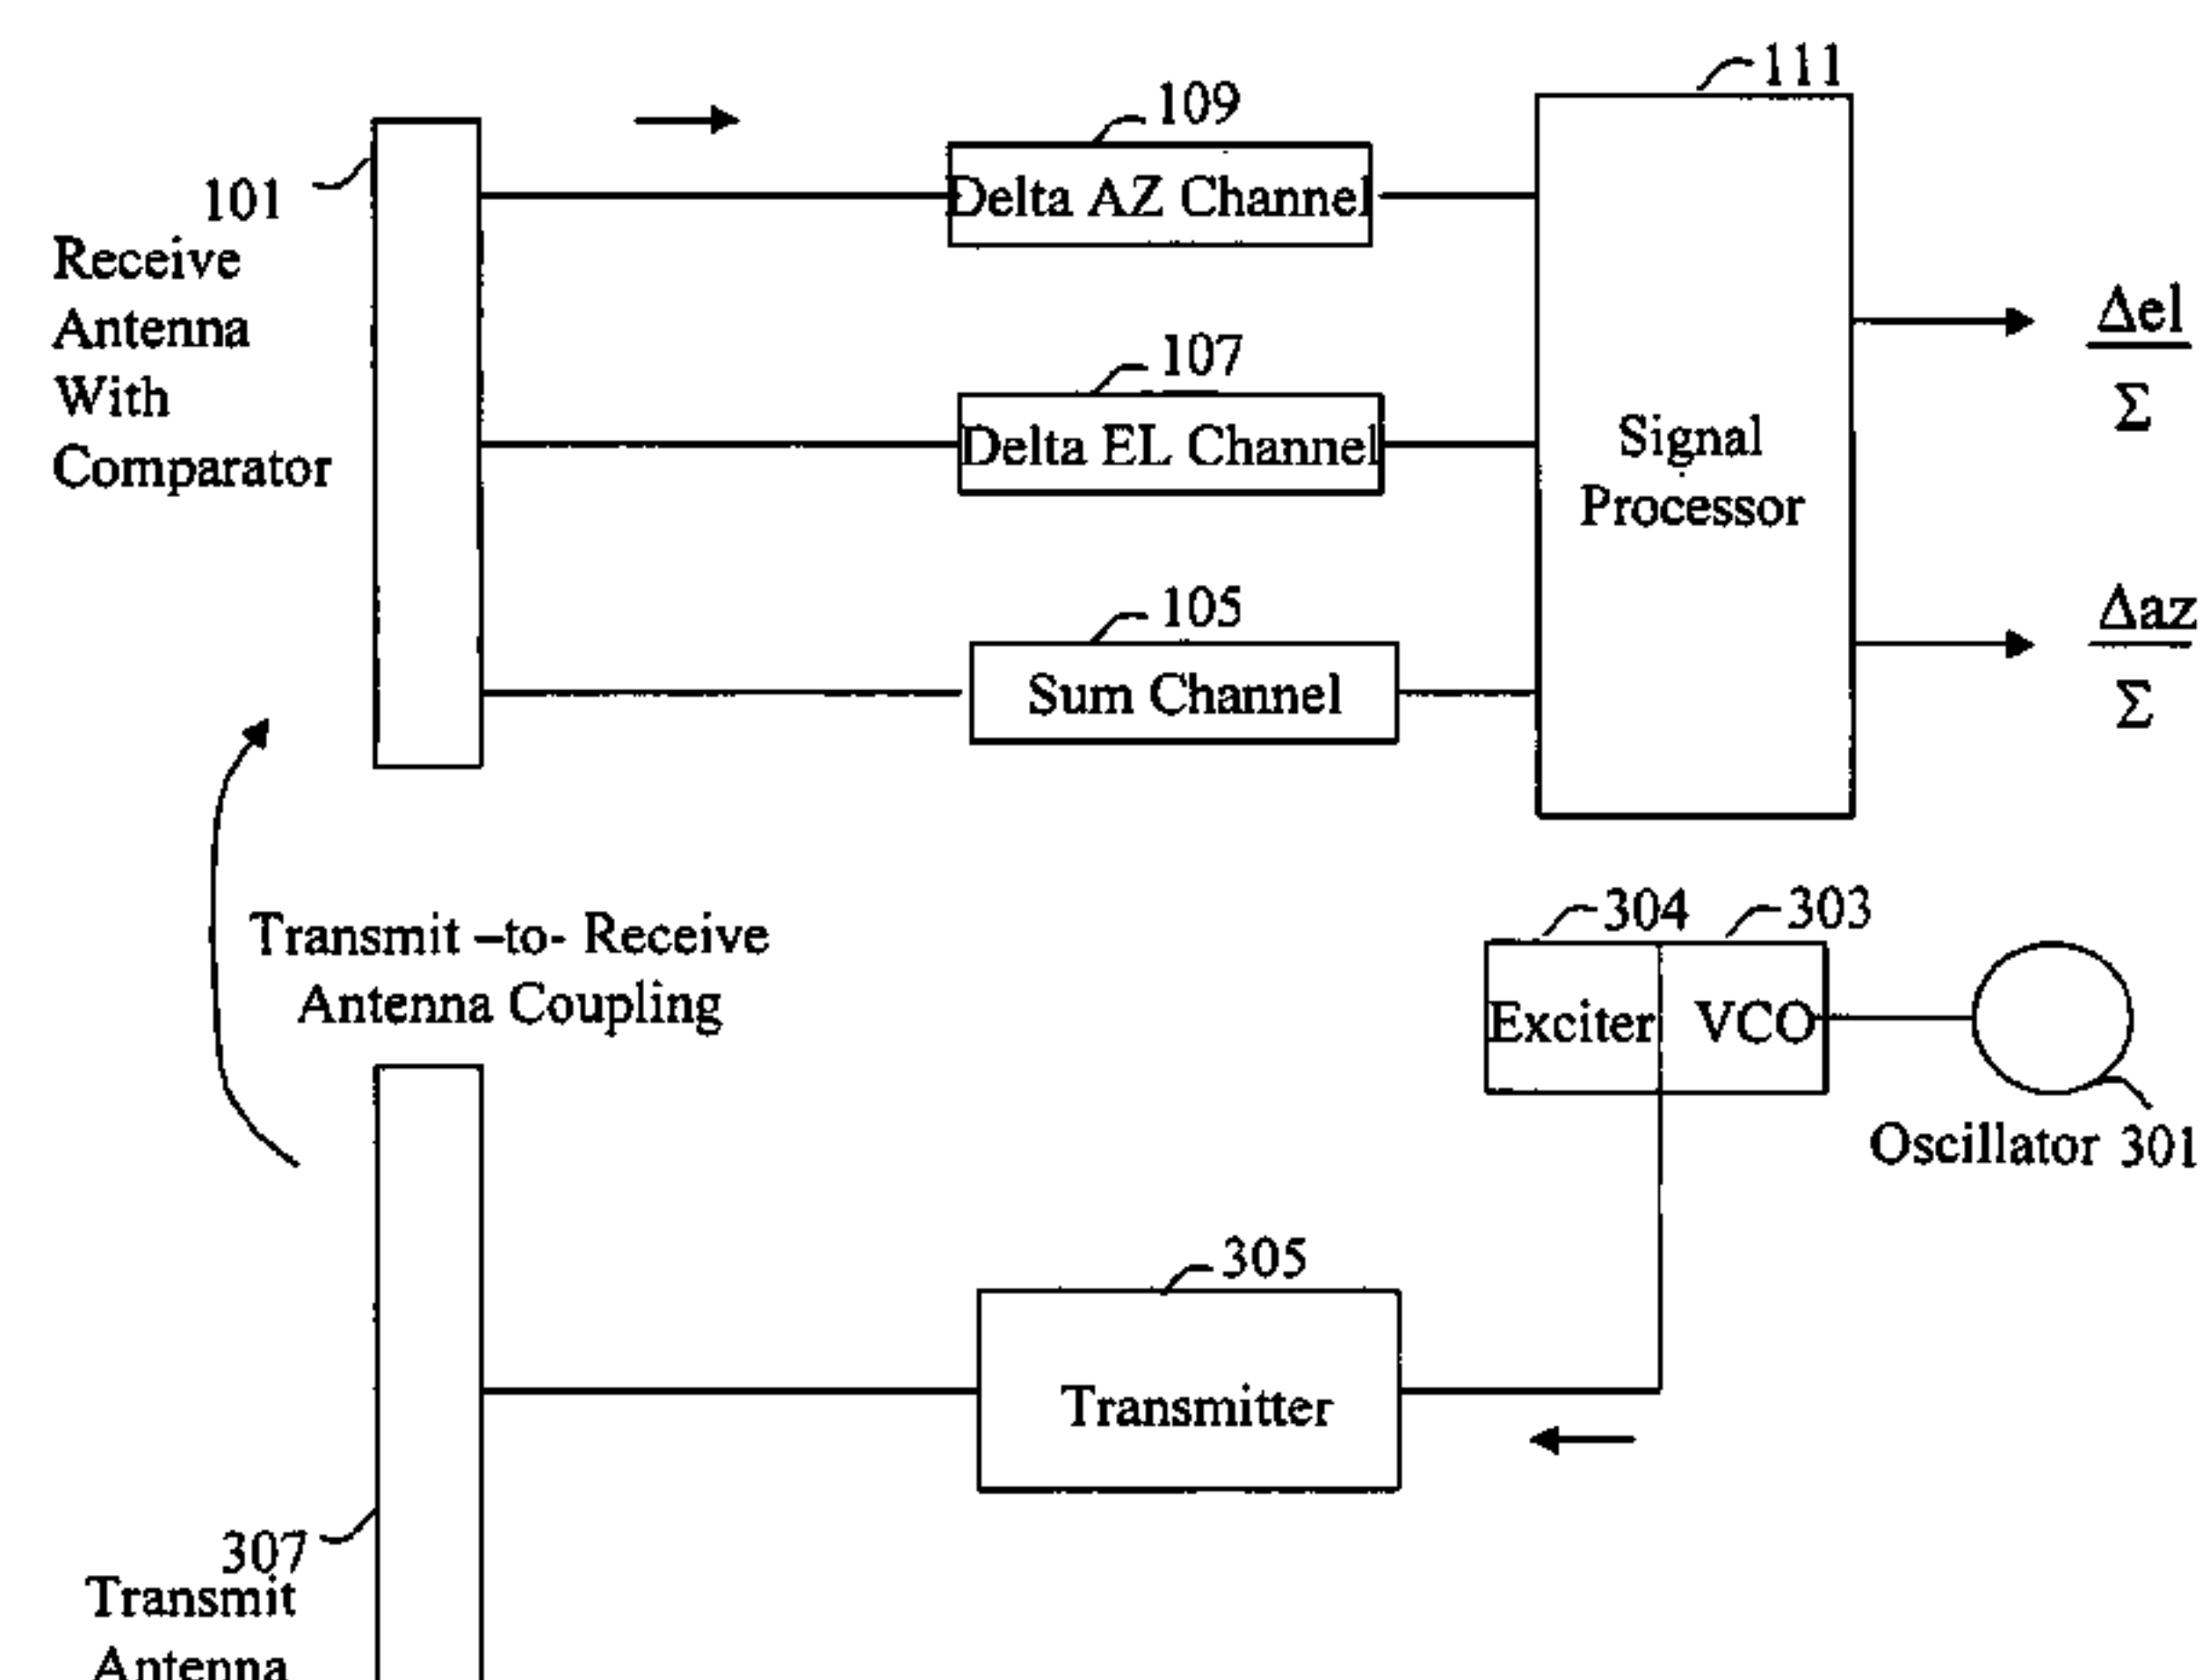 111
109
101
Delta AZ Channel
Receive
Antenna
With
Comparator
Δel
Σ
107
Delta EL Channel
Signal
Processor
105
Sum Channel
Δaz
Σ
Transmit –to- Receive
Antenna Coupling
304
303
Exciter
VCO
Oscillator 301
305
Transmitter
307
Transmit
Antenna